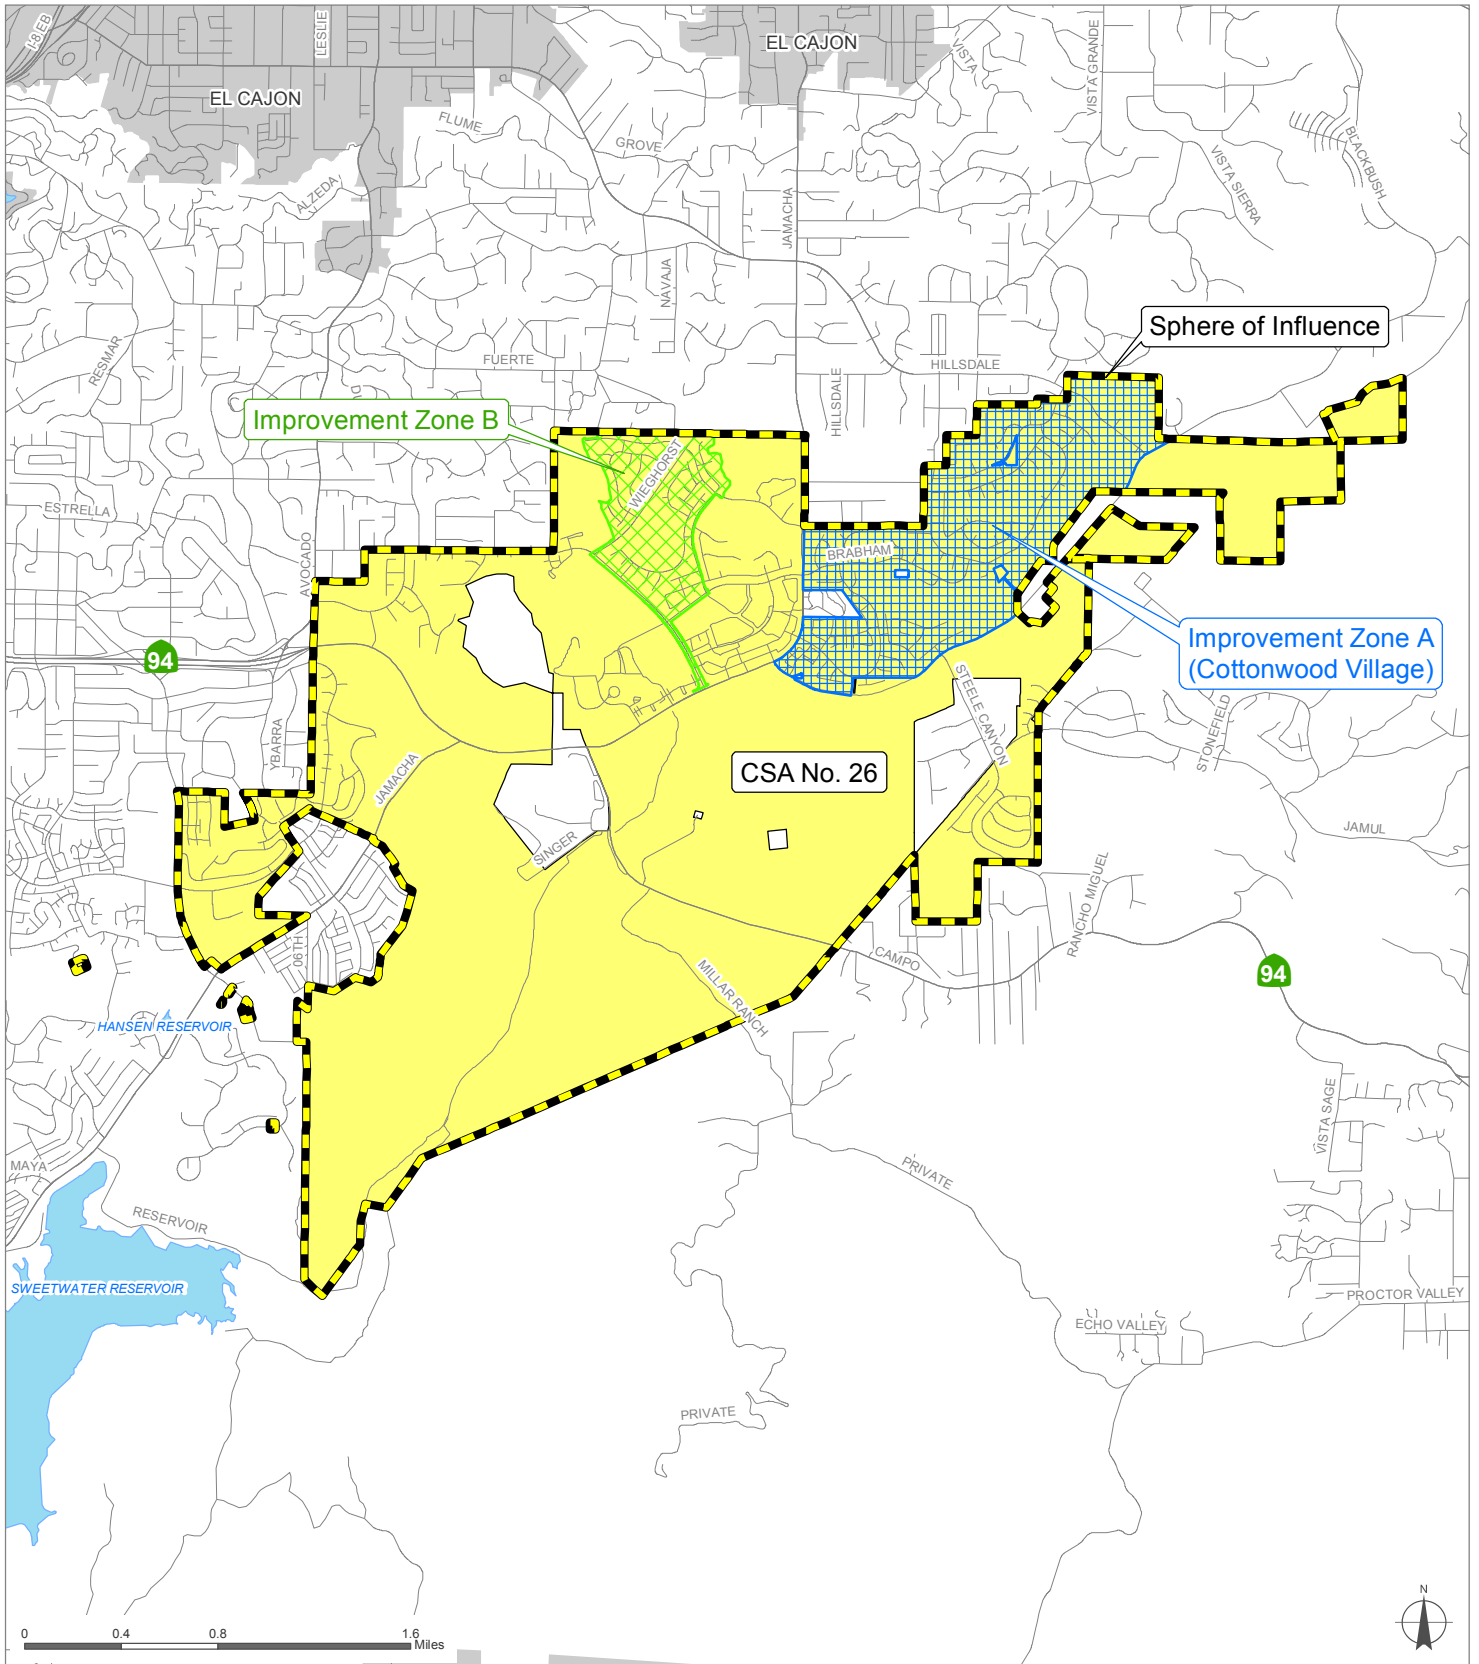 I-8 EB
LESLIE
EL CAJON
VISTA
VISTA GRANDE
EL CAJON
FLUME
GROVE
BLACKBUSH
VISTA SIERRA
ALZEDA
JAMACHA
NAVAJA
Sphere of Influence
RESMAR
FUERTE
HILLSDALE
HILLSDALE
DU
Improvement Zone B
WIEGHORST
ESTRELLA
AVOCADO
BRABHAM
Improvement Zone A
(Cottonwood Village)
94
STEELE CANYON
STONEFIELD
YBARRA
JAMACHA
CSA No. 26
SINGER
JAMUL
RANCHO MIGUEL
06TH
CAMPO
MILLAR RANCH
94
HANSEN RESERVOIR
VISTA SAGE
MAYA
PRIVATE
RESERVOIR
SWEETWATER RESERVOIR
PROCTOR VALLEY
ECHO VALLEY
PRIVATE
N
0 0.4 0.8 1.6
Miles